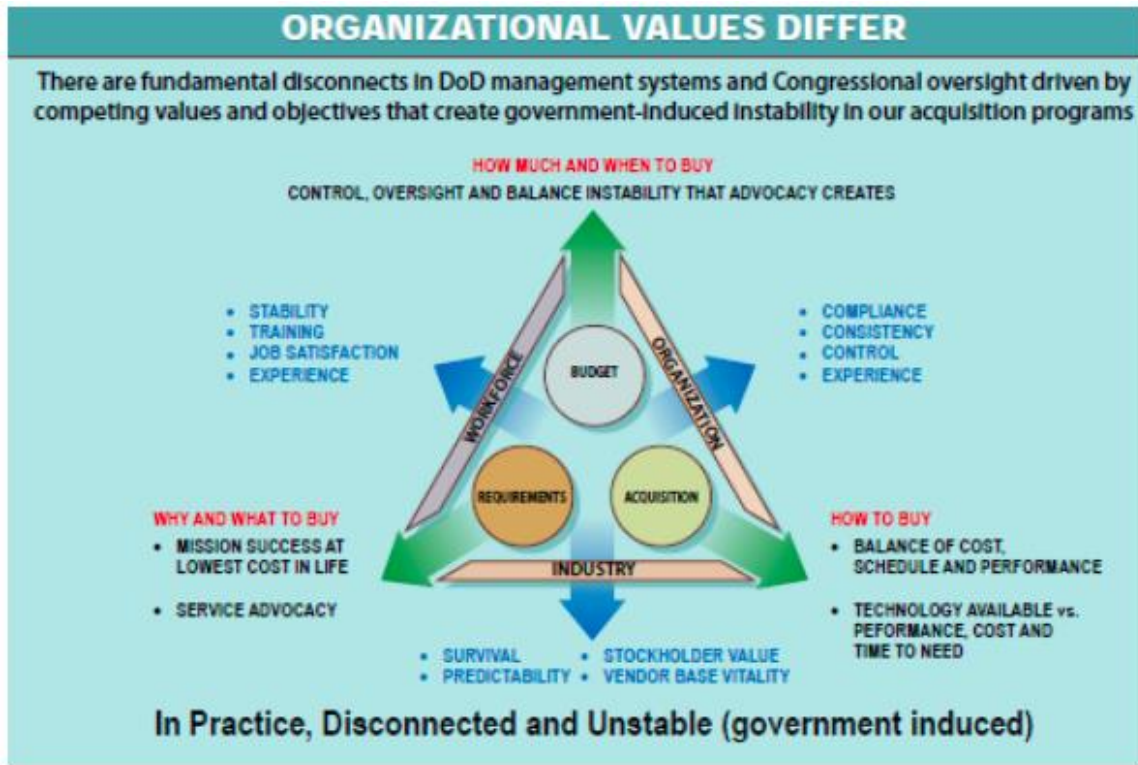 ORGANIZATIONAL VALUES DIFFER
There are fundamental disconnects in DoD management systems and Congressional oversight driven by
competing values and objectives that create government-induced instability in our acquisition programs
HOW MUCH AND WHEN TO BUY
CONTROL, OVERSIGHT AND BALANCE INSTABILITY THAT ADVOCACY CREATES
• STABILITY
• TRAINING
• JOB SATISFACTION
• EXPERIENCE
WORKFORCE
BUDGET
ORGANIZATION
• COMPLIANCE
• CONSISTENCY
• CONTROL
• EXPERIENCE
REQUIREMENTS
ACQUISITION
INDUSTRY
WHY AND WHAT TO BUY
• MISSION SUCCESS AT
LOWEST COST IN LIFE
• SERVICE ADVOCACY
HOW TO BUY
• BALANCE OF COST,
SCHEDULE AND PERFORMANCE
• TECHNOLOGY AVAILABLE vs.
PEFORMANCE, COST AND
TIME TO NEED
• SURVIVAL • STOCKHOLDER VALUE
• PREDICTABILITY • VENDOR BASE VITALITY
In Practice, Disconnected and Unstable (government induced)